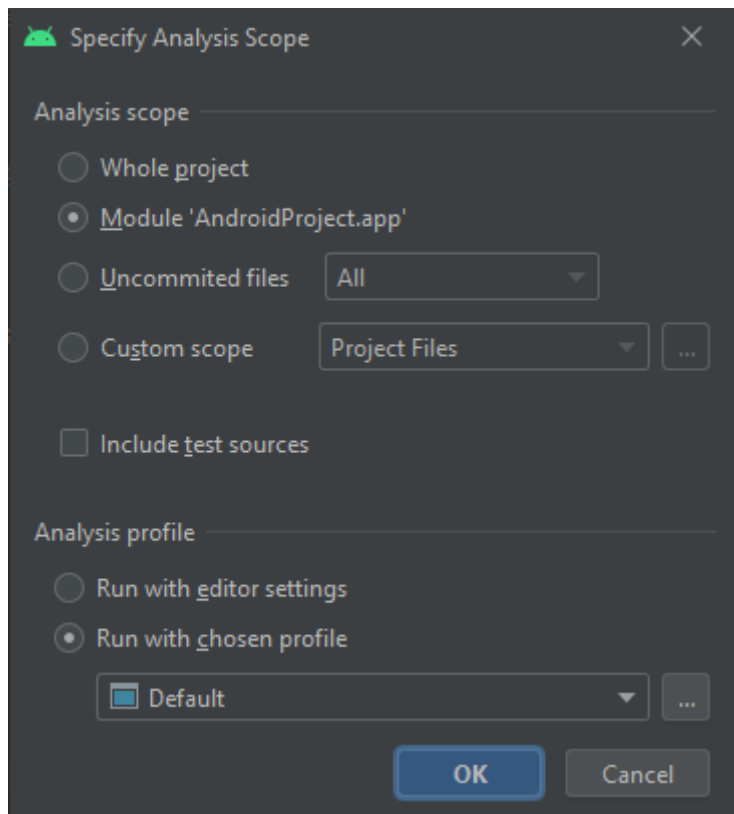 Specify Analysis Scope
Analysis scope
Whole project
Module 'AndroidProject.app'
Uncommited files All
Custom scope Project Files ...
Include test sources
Analysis profile
Run with editor settings
Run with chosen profile
Default ...
OK Cancel